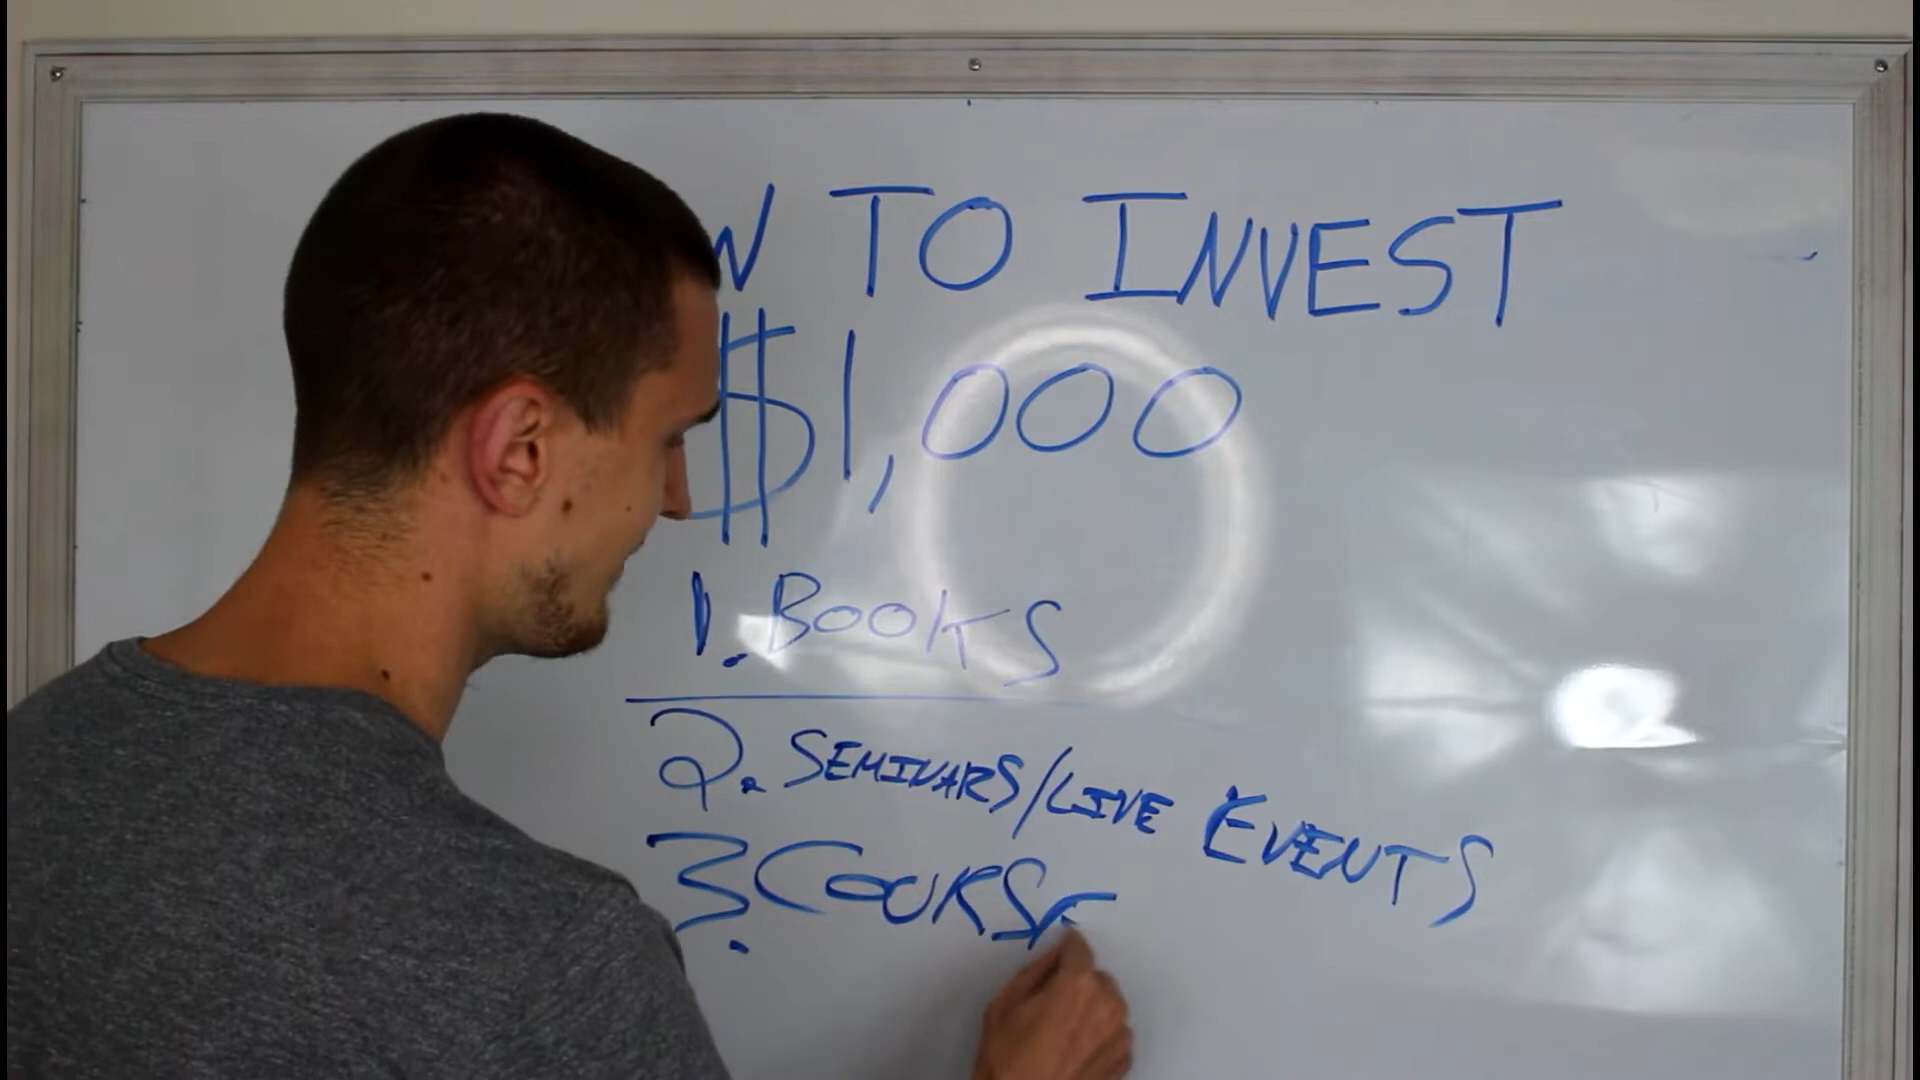 W TO INVEST
$1,000
1. BOOKS
2. SEMINARS/LIVE EVENTS
3. COURSE